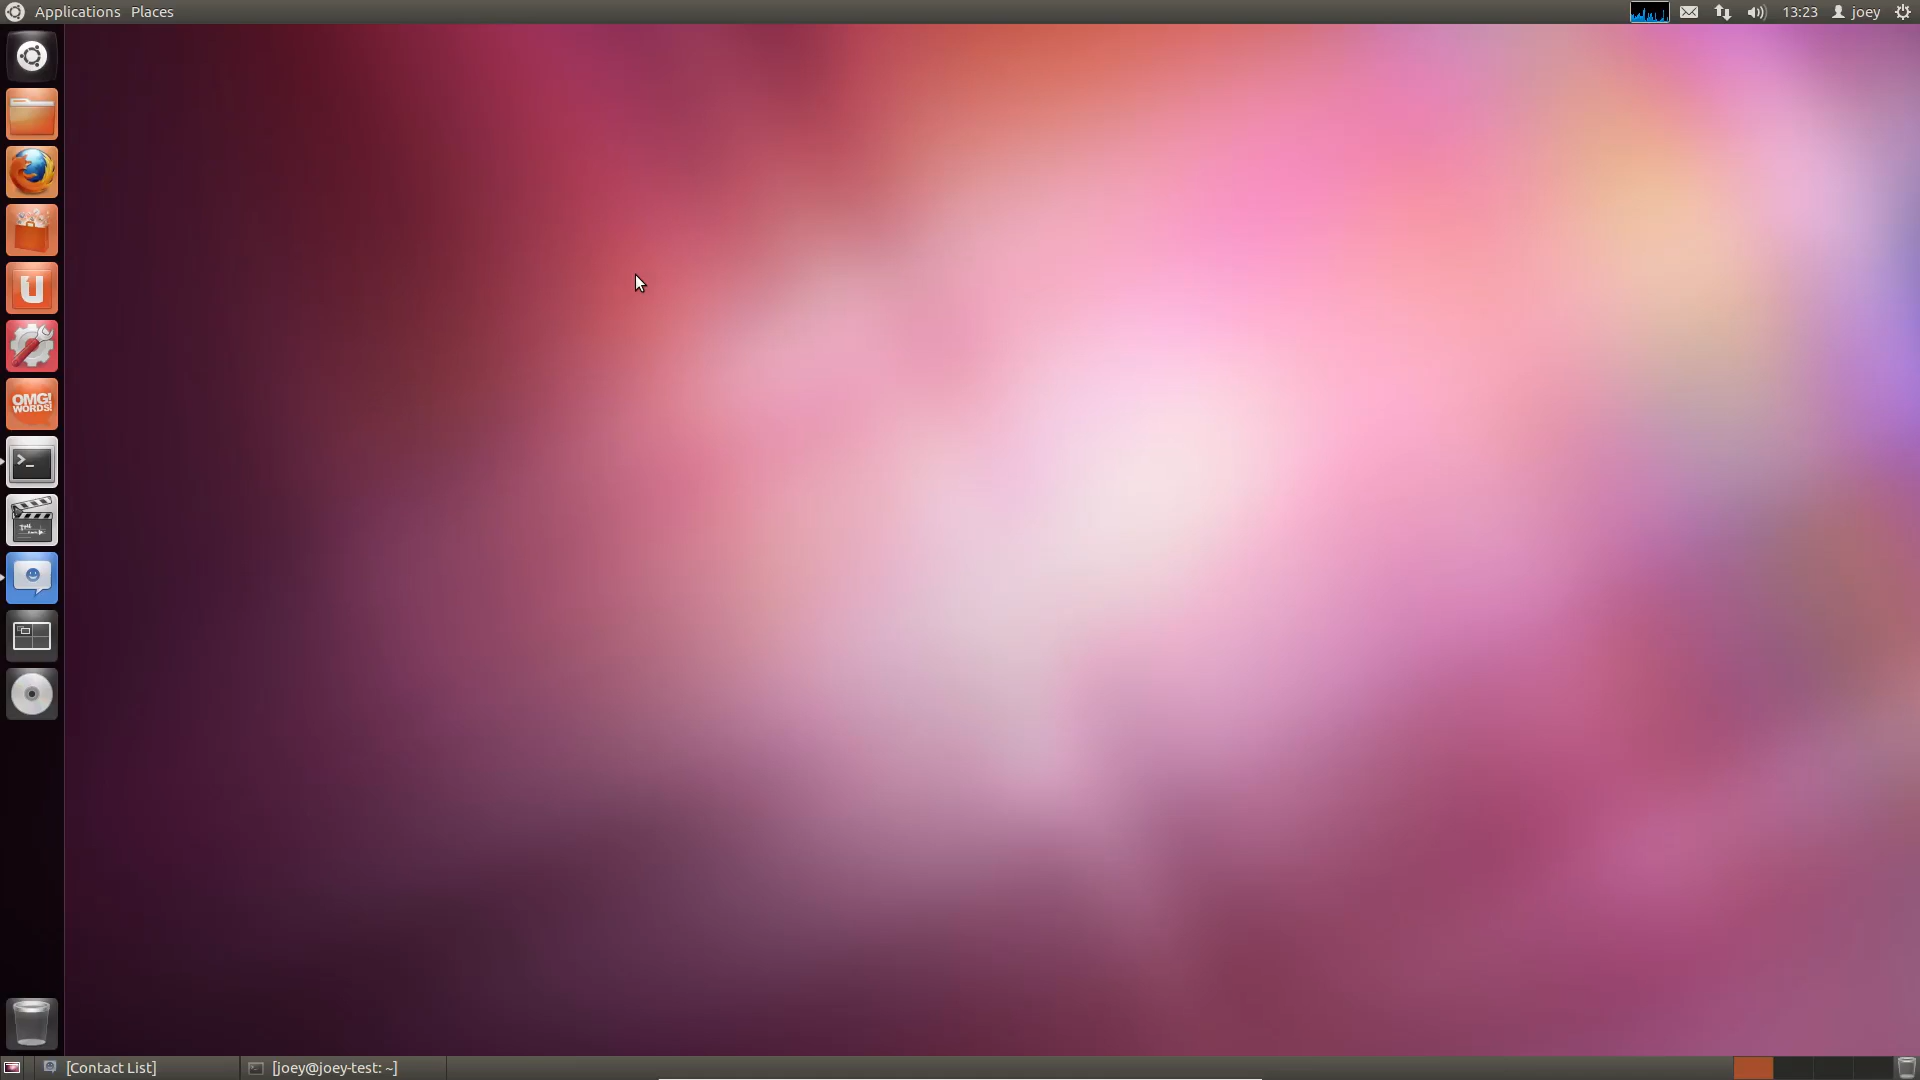 Applications Places 13:23 joey
U
OMG!
WORDS!
>_
[Contact List] [joey@joey-test: ~]